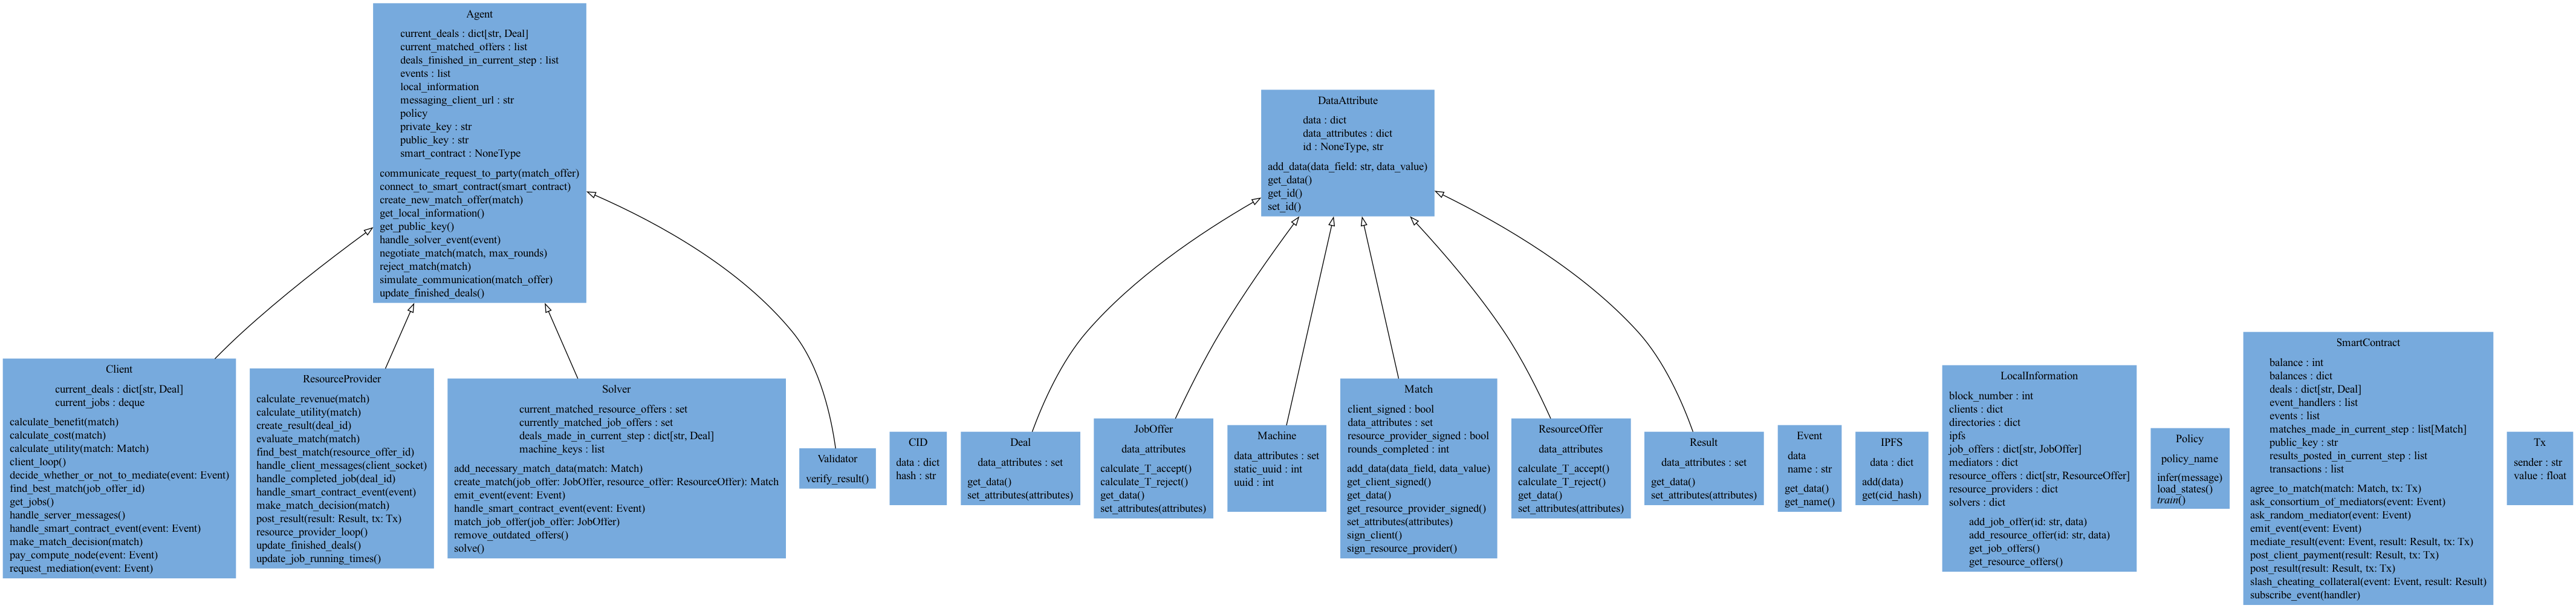 Agent
current_deals : dict[str, Deal]
current_matched_offers : list
deals_finished_in_current_step : list
events : list
local_information
messaging_client_url : str
policy
private_key : str
public_key : str
smart_contract : NoneType
communicate_request_to_party(match_offer)
connect_to_smart_contract(smart_contract)
create_new_match_offer(match)
get_local_information()
get_public_key()
handle_solver_event(event)
negotiate_match(match, max_rounds)
reject_match(match)
simulate_communication(match_offer)
update_finished_deals()
DataAttribute
data : dict
data_attributes : dict
id : NoneType, str
add_data(data_field: str, data_value)
get_data()
get_id()
set_id()
Client
current_deals : dict[str, Deal]
current_jobs : deque
calculate_benefit(match)
calculate_cost(match)
calculate_utility(match: Match)
client_loop()
decide_whether_or_not_to_mediate(event: Event)
find_best_match(job_offer_id)
get_jobs()
handle_server_messages()
handle_smart_contract_event(event: Event)
make_match_decision(match)
pay_compute_node(event: Event)
request_mediation(event: Event)
ResourceProvider
calculate_revenue(match)
calculate_utility(match)
create_result(deal_id)
evaluate_match(match)
find_best_match(resource_offer_id)
handle_client_messages(client_socket)
handle_completed_job(deal_id)
handle_smart_contract_event(event)
make_match_decision(match)
post_result(result: Result, tx: Tx)
resource_provider_loop()
update_finished_deals()
update_job_running_times()
Solver
current_matched_resource_offers : set
currently_matched_job_offers : set
deals_made_in_current_step : dict[str, Deal]
machine_keys : list
add_necessary_match_data(match: Match)
create_match(job_offer: JobOffer, resource_offer: ResourceOffer): Match
emit_event(event: Event)
handle_smart_contract_event(event: Event)
match_job_offer(job_offer: JobOffer)
remove_outdated_offers()
solve()
Validator
verify_result()
CID
data : dict
hash : str
Deal
data_attributes : set
get_data()
set_attributes(attributes)
JobOffer
data_attributes
calculate_T_accept()
calculate_T_reject()
get_data()
set_attributes(attributes)
Machine
data_attributes : set
static_uuid : int
uuid : int
Match
client_signed : bool
data_attributes : set
resource_provider_signed : bool
rounds_completed : int
add_data(data_field, data_value)
get_client_signed()
get_data()
get_resource_provider_signed()
set_attributes(attributes)
sign_client()
sign_resource_provider()
ResourceOffer
data_attributes
calculate_T_accept()
calculate_T_reject()
get_data()
set_attributes(attributes)
Result
data_attributes : set
get_data()
set_attributes(attributes)
Event
data
name : str
get_data()
get_name()
IPFS
data : dict
add(data)
get(cid_hash)
LocalInformation
block_number : int
clients : dict
directories : dict
ipfs
job_offers : dict[str, JobOffer]
mediators : dict
resource_offers : dict[str, ResourceOffer]
resource_providers : dict
solvers : dict
add_job_offer(id: str, data)
add_resource_offer(id: str, data)
get_job_offers()
get_resource_offers()
Policy
policy_name
infer(message)
load_states()
train()
SmartContract
balance : int
balances : dict
deals : dict[str, Deal]
event_handlers : list
events : list
matches_made_in_current_step : list[Match]
public_key : str
results_posted_in_current_step : list
transactions : list
agree_to_match(match: Match, tx: Tx)
ask_consortium_of_mediators(event: Event)
ask_random_mediator(event: Event)
emit_event(event: Event)
mediate_result(event: Event, result: Result, tx: Tx)
post_client_payment(result: Result, tx: Tx)
post_result(result: Result, tx: Tx)
slash_cheating_collateral(event: Event, result: Result)
subscribe_event(handler)
Tx
sender : str
value : float